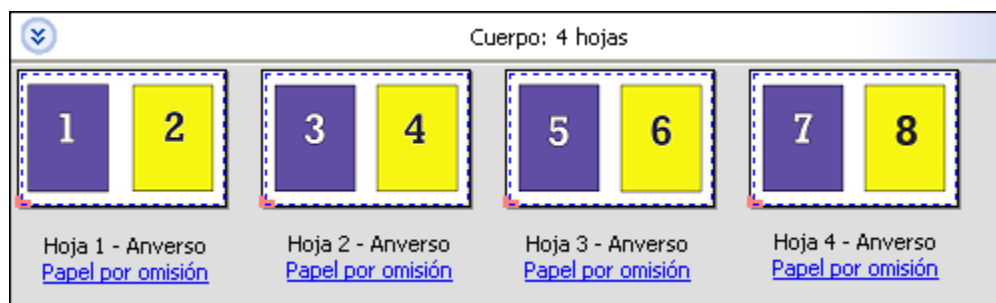 Cuerpo: 4 hojas
1 2 3 4 5 6 7 8
Hoja 1 - Anverso Hoja 2 - Anverso Hoja 3 - Anverso Hoja 4 - Anverso
Papel por omisión Papel por omisión Papel por omisión Papel por omisión